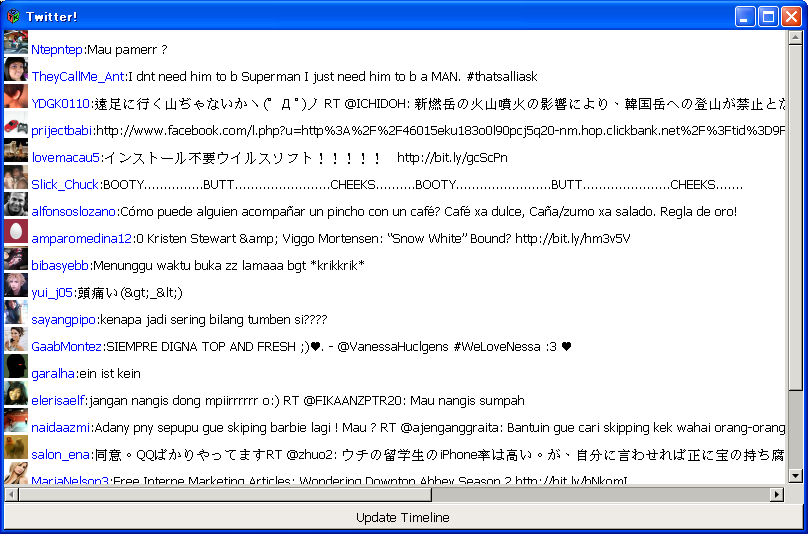 Twitter!
Ntepntep:Mau pamerr ?
TheyCallMe_Ant:I dnt need him to b Superman I just need him to b a MAN. #thatsalliask
YDGK0110:遠足に行く山ぢゃないかヽ(ﾟДﾟ)ノ RT @ICHIDOH: 新燃岳の火山噴火の影響により、韓国岳への登山が禁止とた
prijectbabi:http://www.facebook.com/l.php?u=http%3A%2F%2F46015eku183o0l90pcj5q20-nm.hop.clickbank.net%2F%3Ftid%3D9F
lovemacau5:インストール不要ウイルスソフト！！！！！　http://bit.ly/gcScPn
Slick_Chuck:BOOTY...............BUTT........................CHEEKS..........BOOTY........................BUTT......................CHEEKS.......
alfonsoslozano:Cómo puede alguien acompañar un pincho con un café? Café xa dulce, Caña/zumo xa salado. Regla de oro!
amparomedina12:0 Kristen Stewart &amp; Viggo Mortensen: “Snow White” Bound? http://bit.ly/hm3v5V
bibasyebb:Menunggu waktu buka zz lamaaa bgt *krikkrik*
yui_j05:頭痛い(&gt;_&lt;)
sayangpipo:kenapa jadi sering bilang tumben si????
GaabMontez:SIEMPRE DIGNA TOP AND FRESH ;)♥. - @VanessaHuclgens #WeLoveNessa :3 ♥
garalha:ein ist kein
elerisaelf:jangan nangis dong mpiirrrrrr o:) RT @FIKAANZPTR20: Mau nangis sumpah
naidaazmi:Adany pny sepupu gue skiping barbie lagi ! Mau ? RT @ajenganggraita: Bantuin gue cari skipping kek wahai orang-orang
salon_ena:同意。QQばかりやってますRT @zhuo2: ウチの留学生のiPhone率は高い。が、自分に言わせれば正に宝の持ち腐
MariaNelson3:Free Interne Marketing Articles: Wondering Downton Abbey Season 2 http://bit.ly/hNkomI
Update Timeline